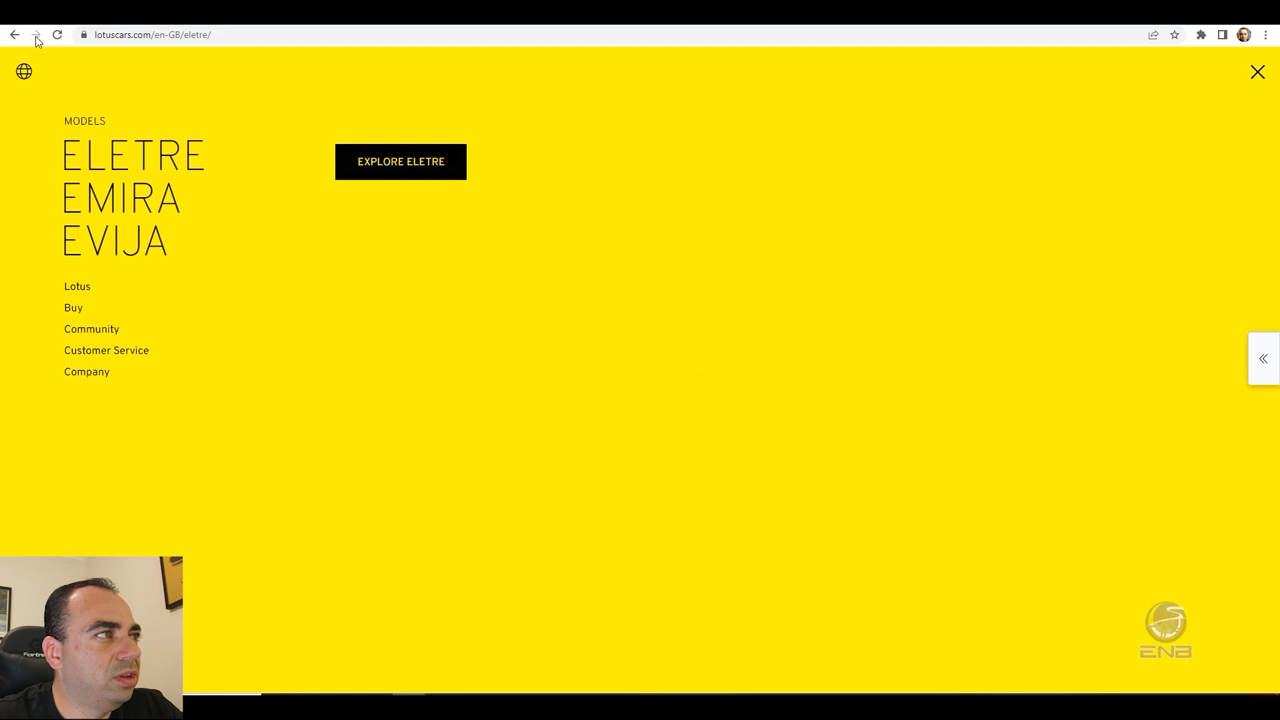 lotuscars.com/en-GB/eletre/
MODELS
ELETRE
EXPLORE ELETRE
EMIRA
EVIJA
Lotus
Buy
Community
Customer Service
Company
ENB